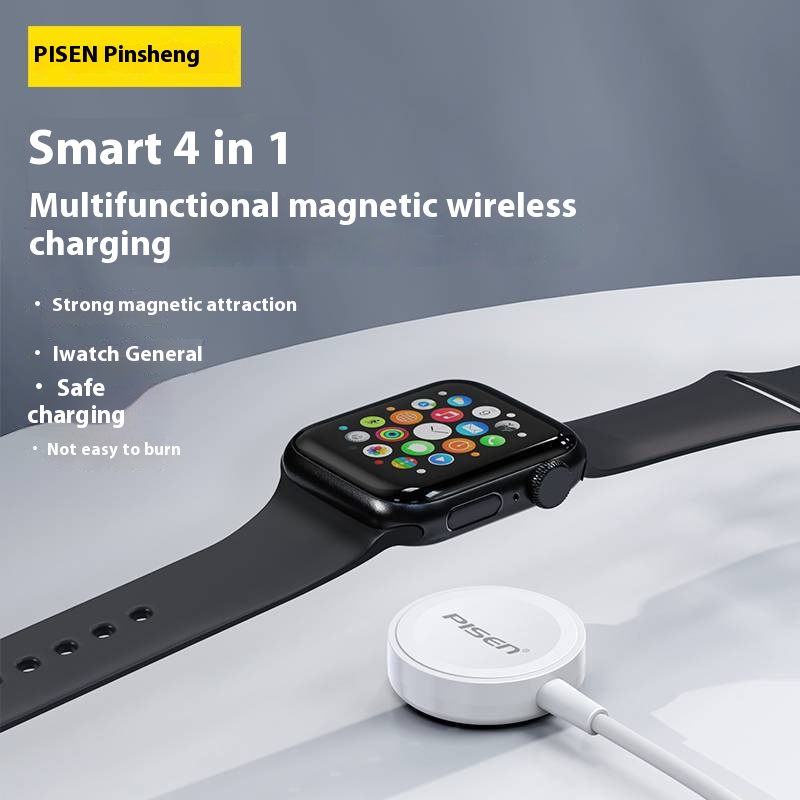 PISEN Pinsheng
Smart 4 in 1
Multifunctional magnetic wireless
charging
• Strong magnetic attraction
• Iwatch General
• Safe
charging
• Not easy to burn
PISEN®